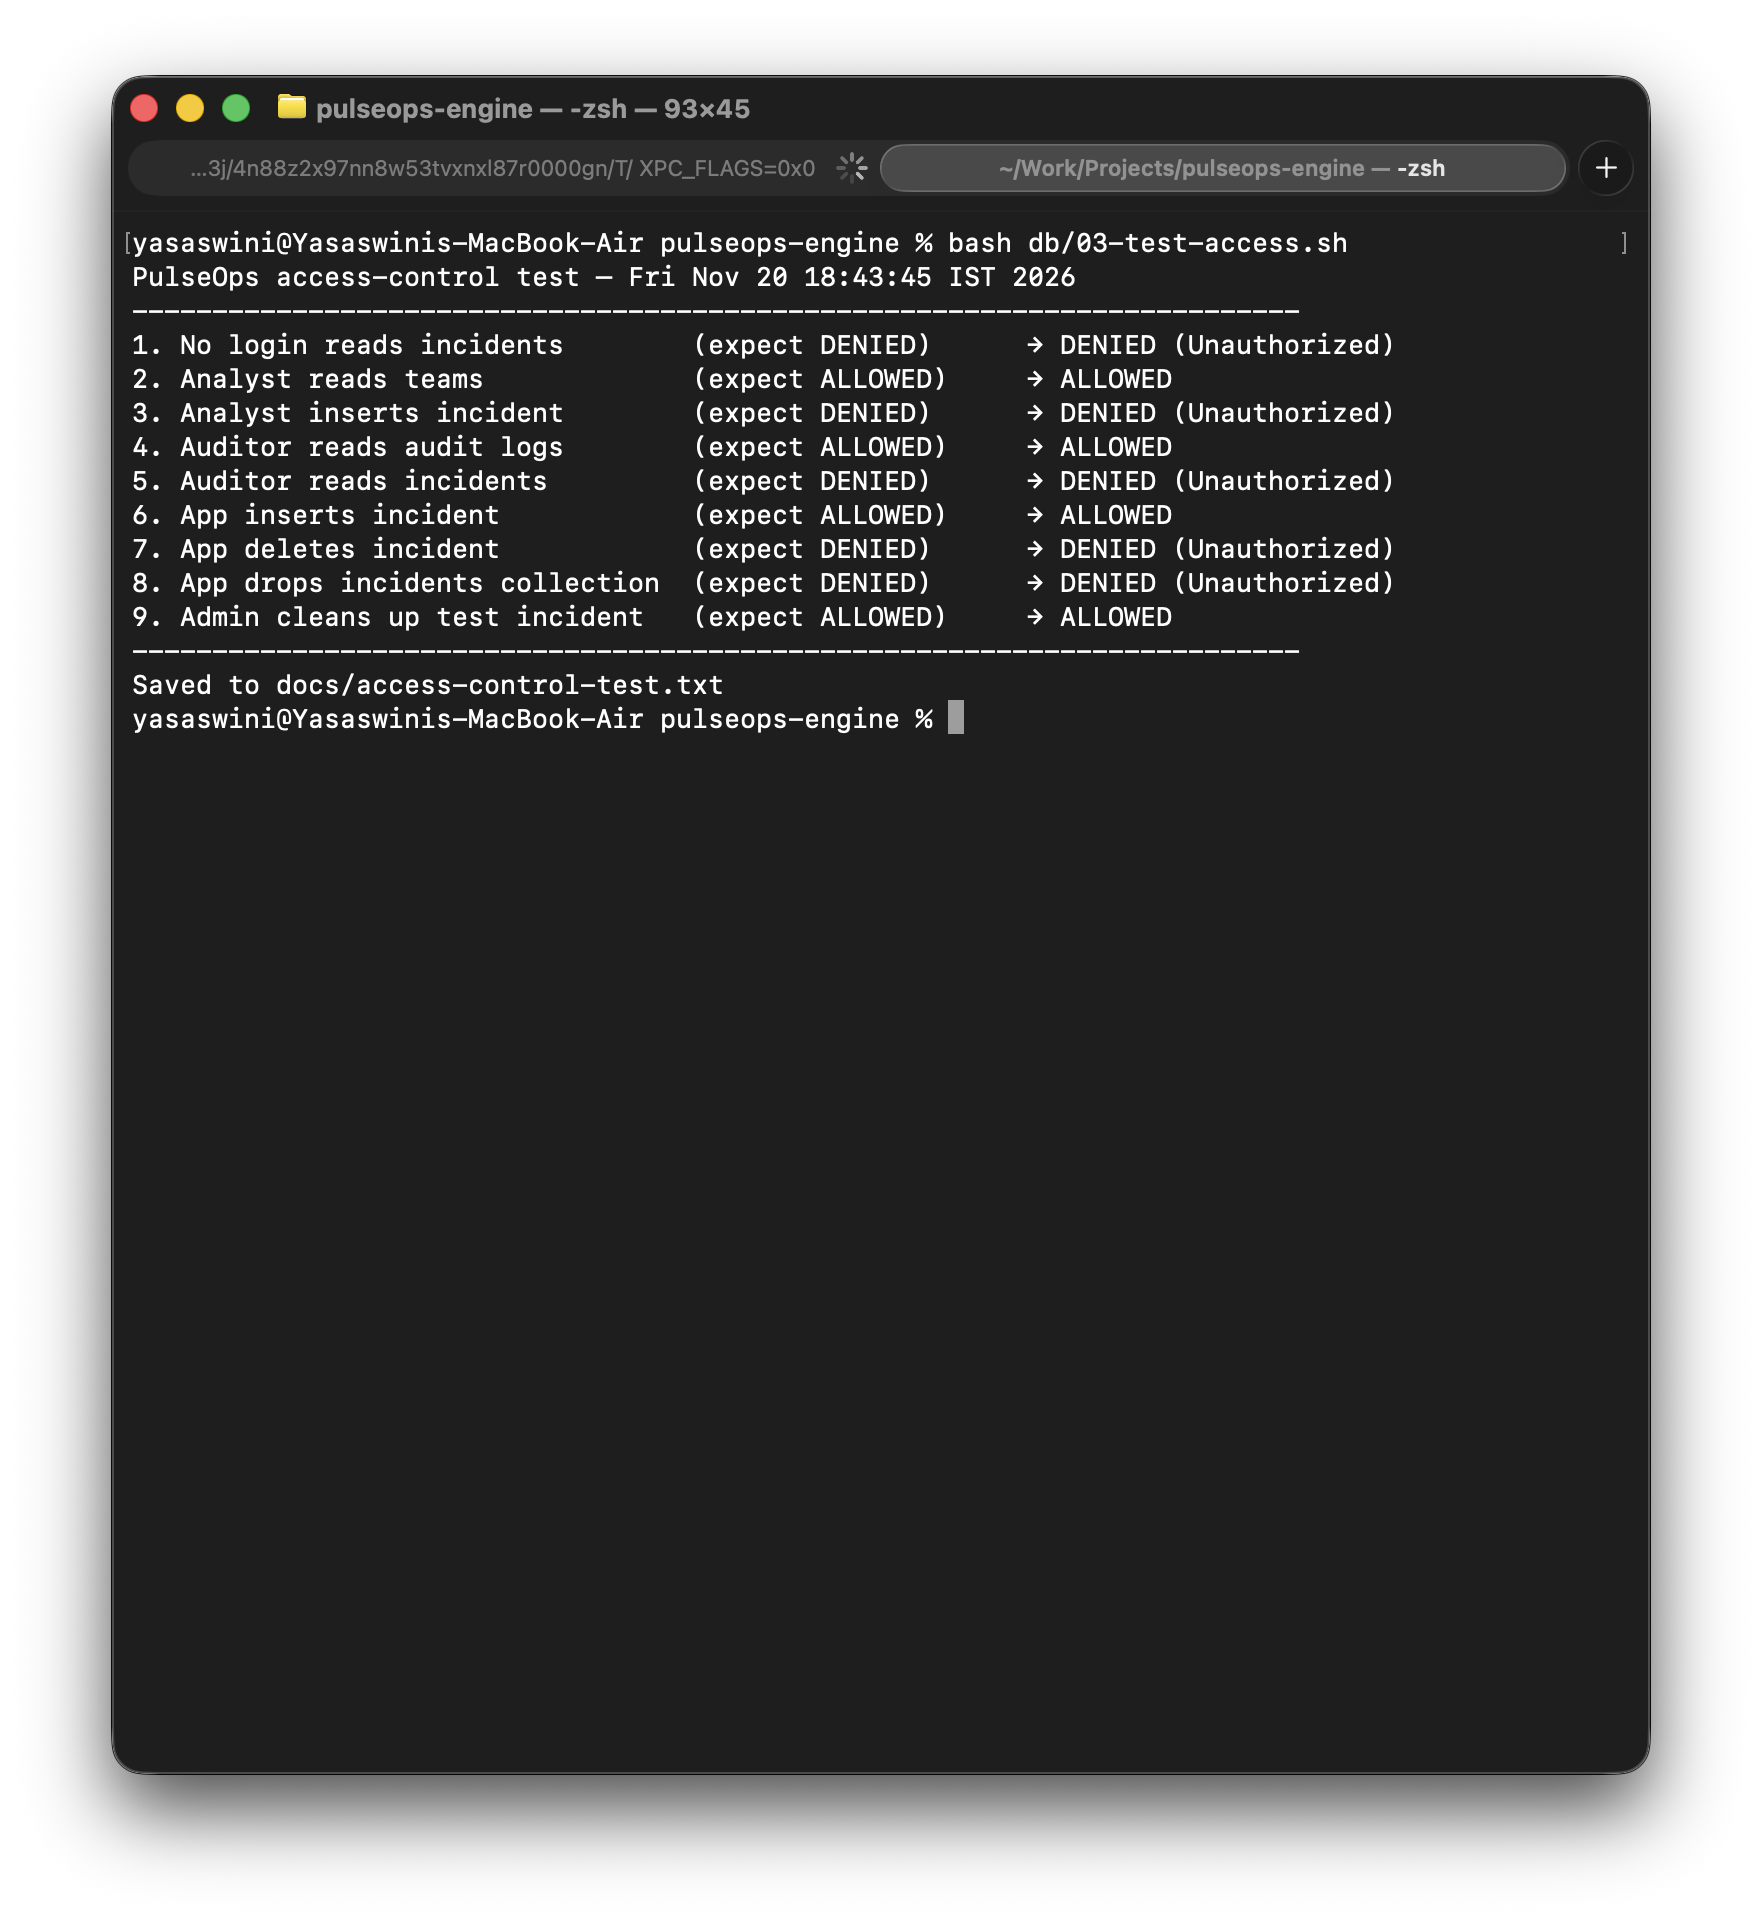 pulseops-engine — -zsh — 93×45
...3j/4n88z2x97nn8w53tvxnxl87r0000gn/T/ XPC_FLAGS=0x0
~/Work/Projects/pulseops-engine — -zsh
+
[yasaswini@Yasaswinis-MacBook-Air pulseops-engine % bash db/03-test-access.sh ]
PulseOps access-control test — Fri Nov 20 18:43:45 IST 2026
-------------------------------------------------------------------------
1. No login reads incidents        (expect DENIED)      → DENIED (Unauthorized)
2. Analyst reads teams             (expect ALLOWED)     → ALLOWED
3. Analyst inserts incident        (expect DENIED)      → DENIED (Unauthorized)
4. Auditor reads audit logs        (expect ALLOWED)     → ALLOWED
5. Auditor reads incidents         (expect DENIED)      → DENIED (Unauthorized)
6. App inserts incident            (expect ALLOWED)     → ALLOWED
7. App deletes incident            (expect DENIED)      → DENIED (Unauthorized)
8. App drops incidents collection  (expect DENIED)      → DENIED (Unauthorized)
9. Admin cleans up test incident   (expect ALLOWED)     → ALLOWED
-------------------------------------------------------------------------
Saved to docs/access-control-test.txt
yasaswini@Yasaswinis-MacBook-Air pulseops-engine %